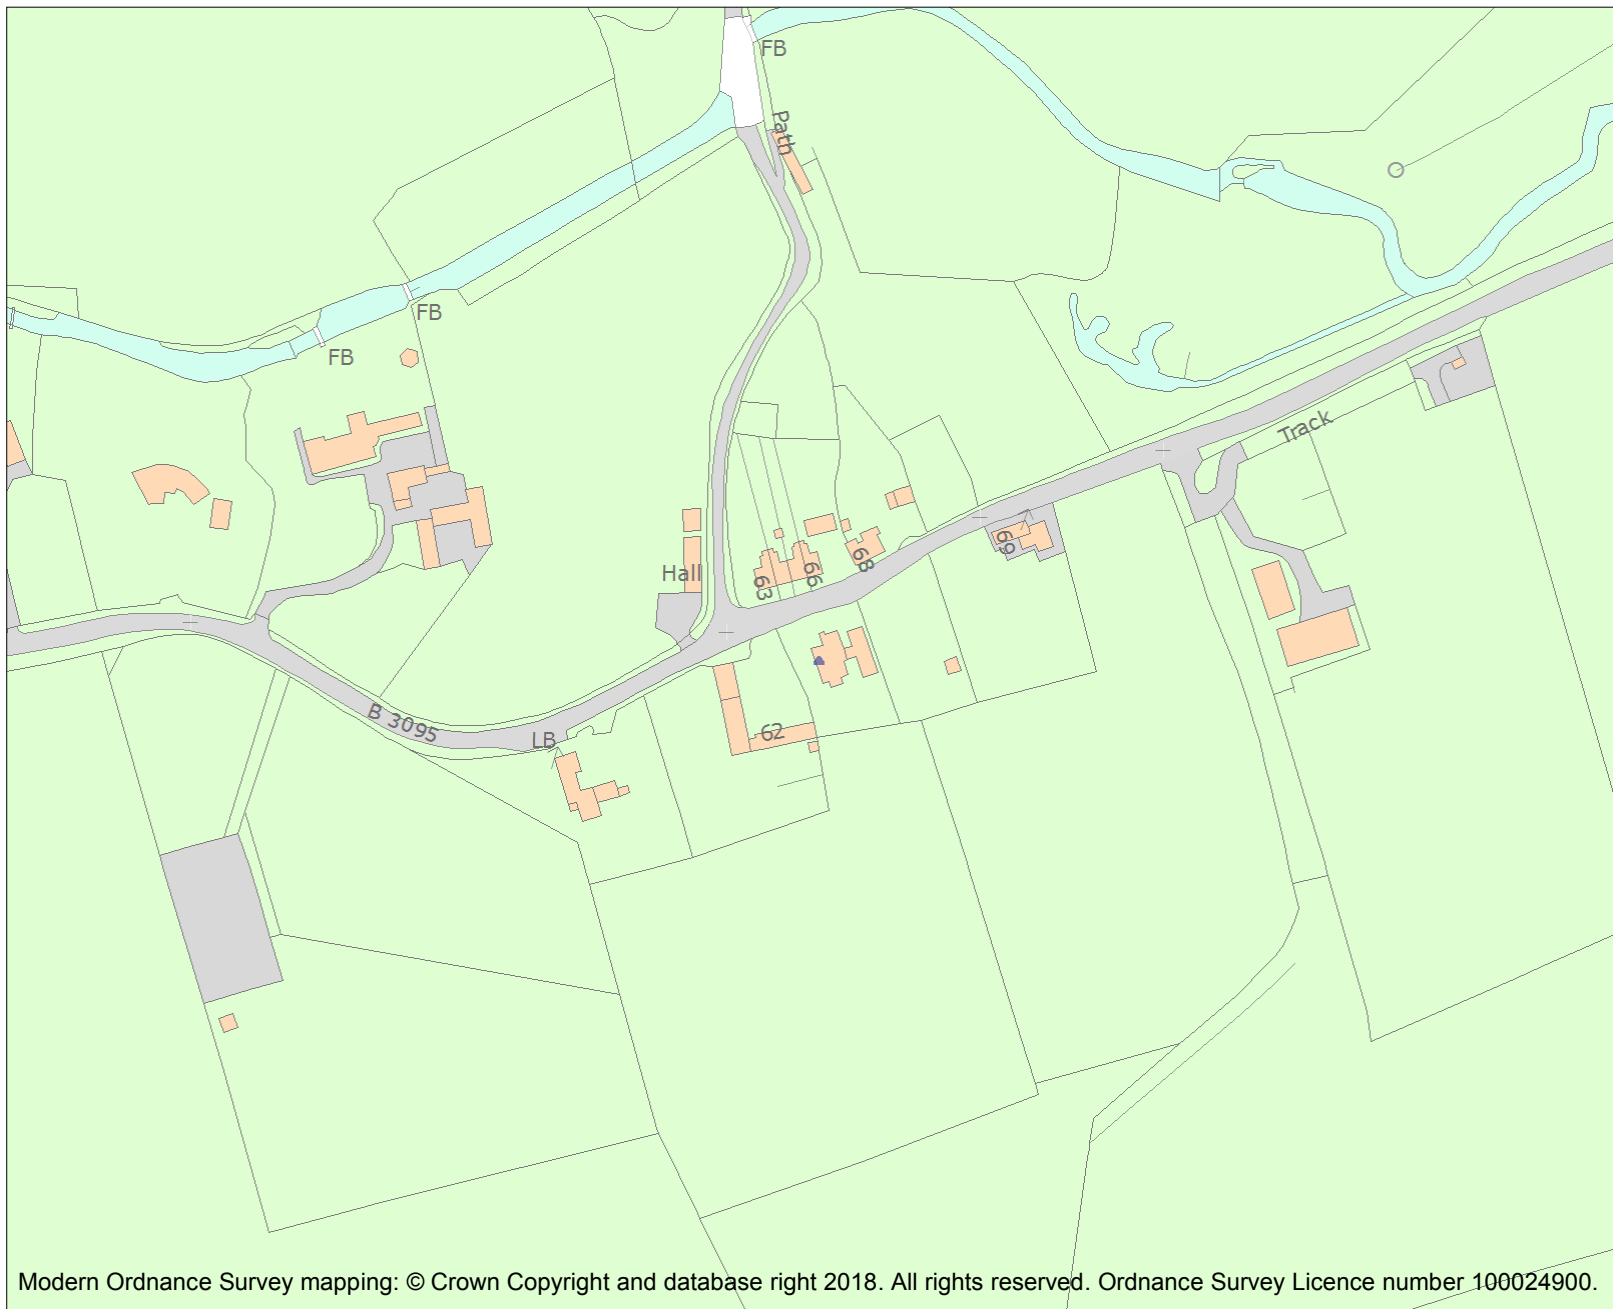 FB
Path
FB
FB
Track
69
68
66
63
Hall
B 3095
62
LB
Modern Ordnance Survey mapping: © Crown Copyright and database right 2018. All rights reserved. Ordnance Survey Licence number 100024900.